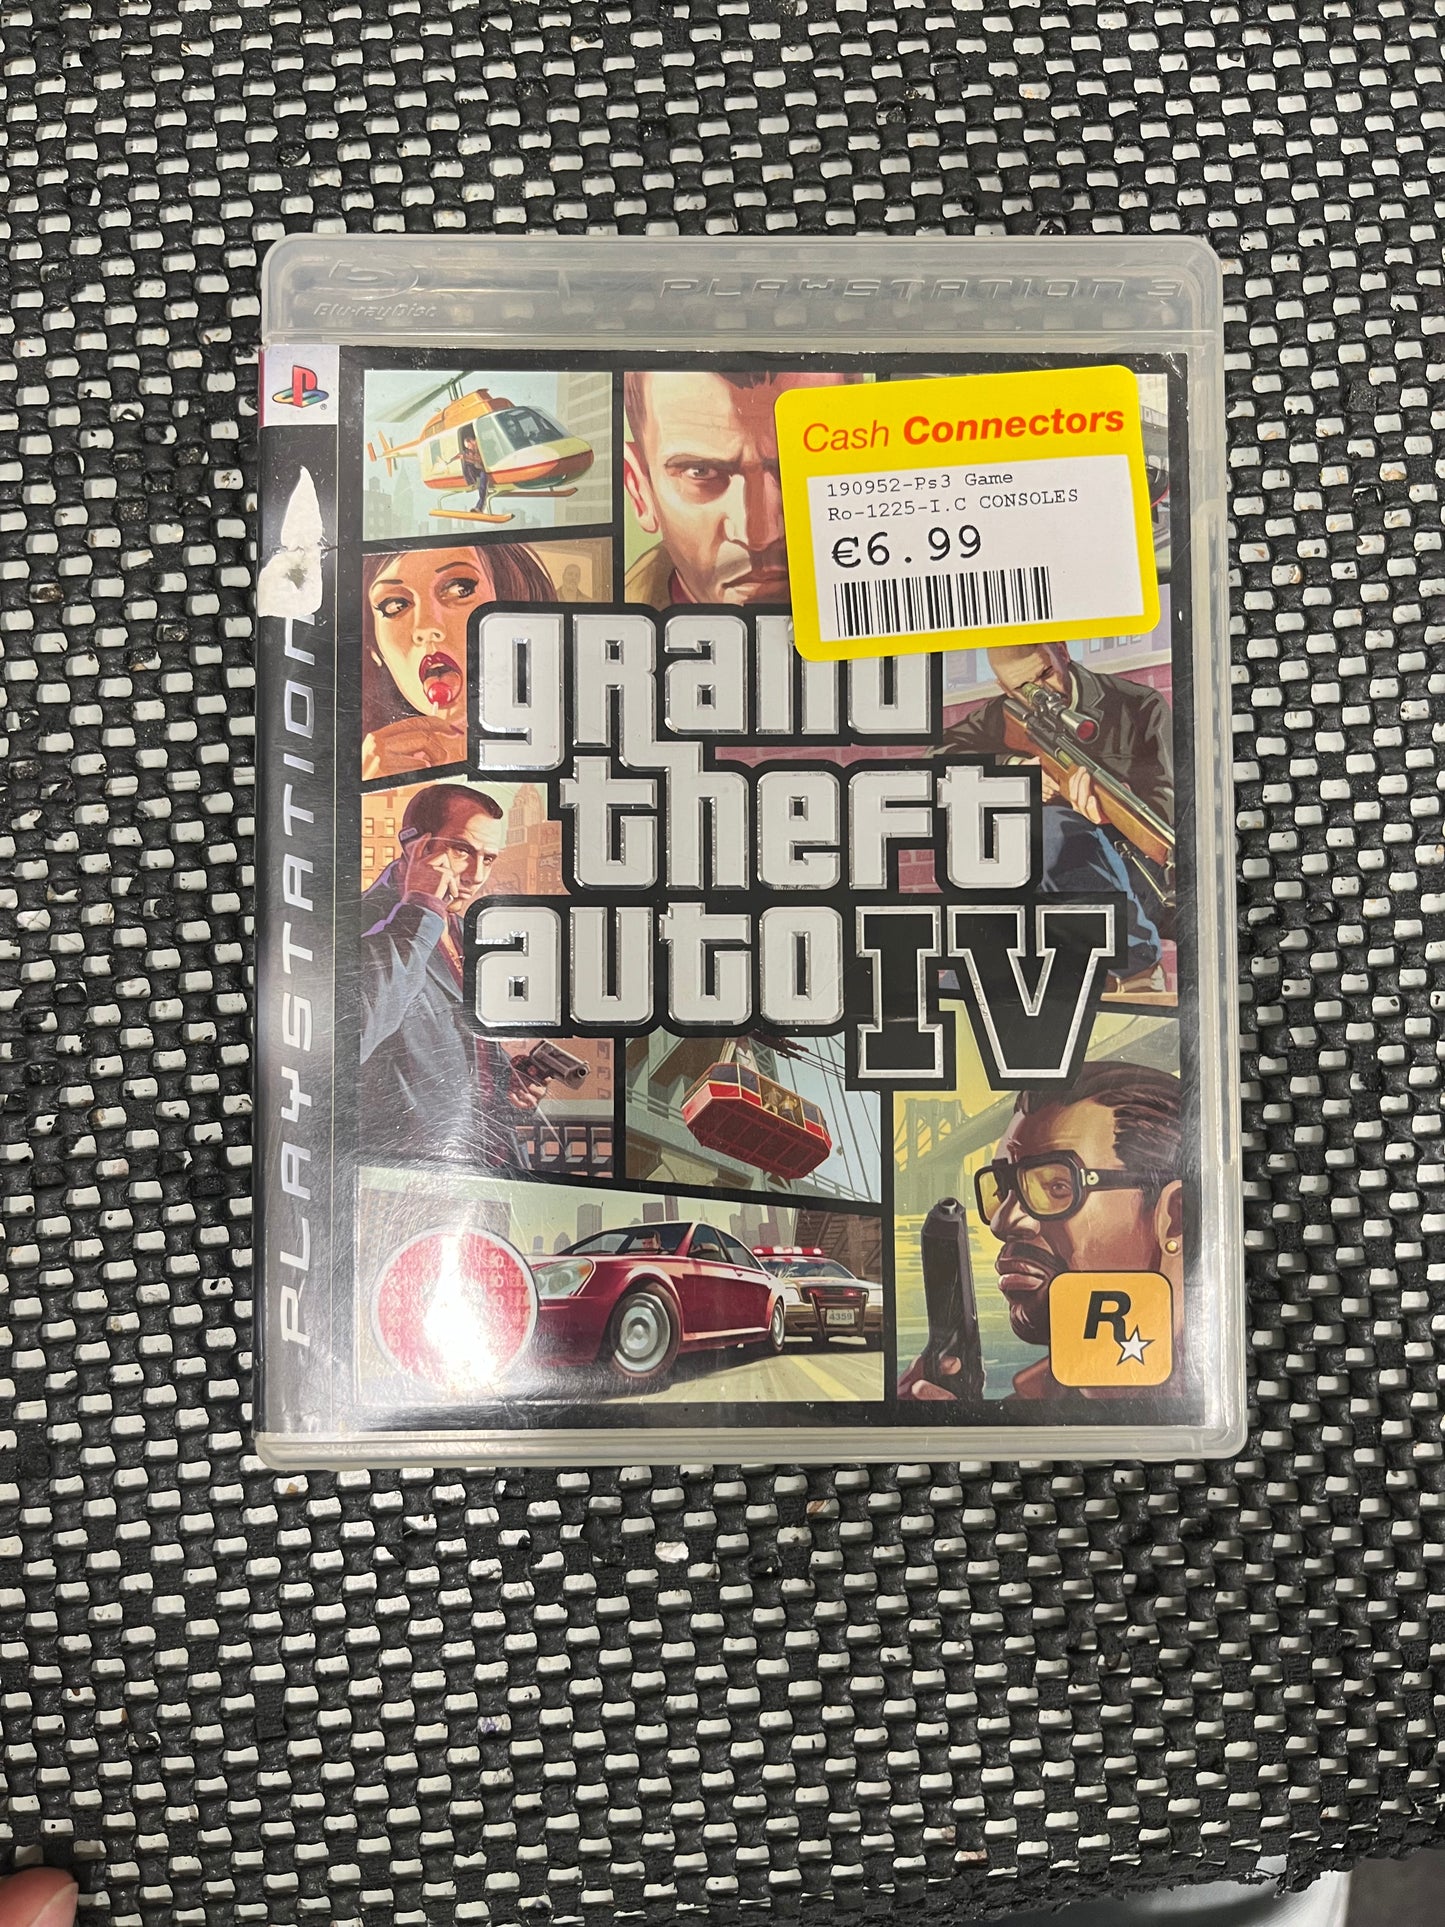 Blu-ray Disc
PLAYSTATION 3
Cash Connectors
190952-Ps3 Game
Ro-1225-I.C CONSOLES
€6.99
PLAYSTATION
grand
theft
auto IV
4359
R